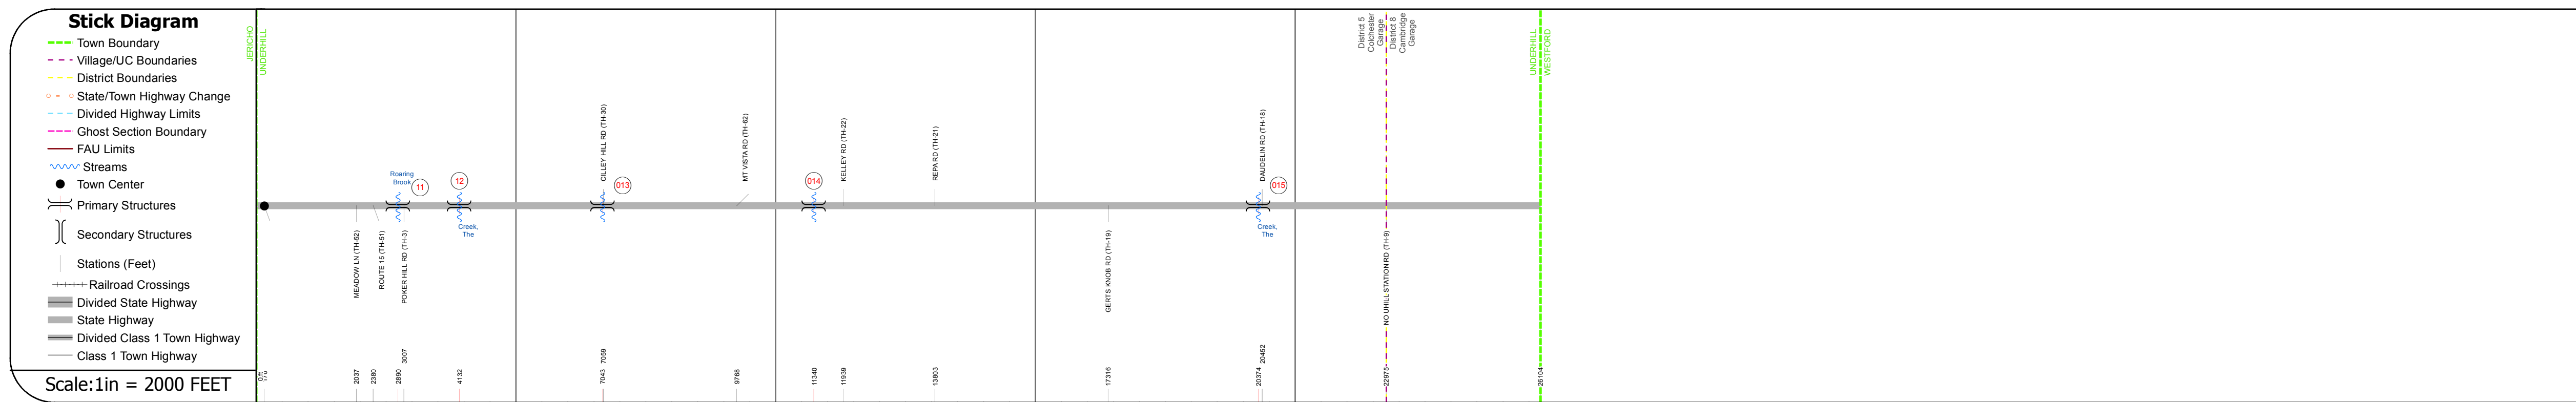 Stick Diagram
Town Boundary
Village/UC Boundaries
District Boundaries
State/Town Highway Change
Divided Highway Limits
Ghost Section Boundary
FAU Limits
Streams
Town Center
Primary Structures
Secondary Structures
Stations (Feet)
Railroad Crossings
Divided State Highway
State Highway
Divided Class 1 Town Highway
Class 1 Town Highway
Scale:1in = 2000 FEET
JERICHO
UNDERHILL
MEADOW LN (TH-52)
ROUTE 15 (TH-51)
Roaring
Brook
11
POKER HILL RD (TH-3)
12
Creek,
The
CILLEY HILL RD (TH-30)
013
MT VISTA RD (TH-62)
014
KELLEY RD (TH-22)
REPA RD (TH-21)
GERTS KNOB RD (TH-19)
DAUDELIN RD (TH-18)
015
Creek,
The
District 5
Colchester
Garage
District 8
Cambridge
Garage
NO UHILL STATION RD (TH-9)
UNDERHILL
WESTFORD
0 ft
2037
2380
2890
3007
4132
7043
7059
9768
11340
11939
13803
17316
20374
20452
22975
26104